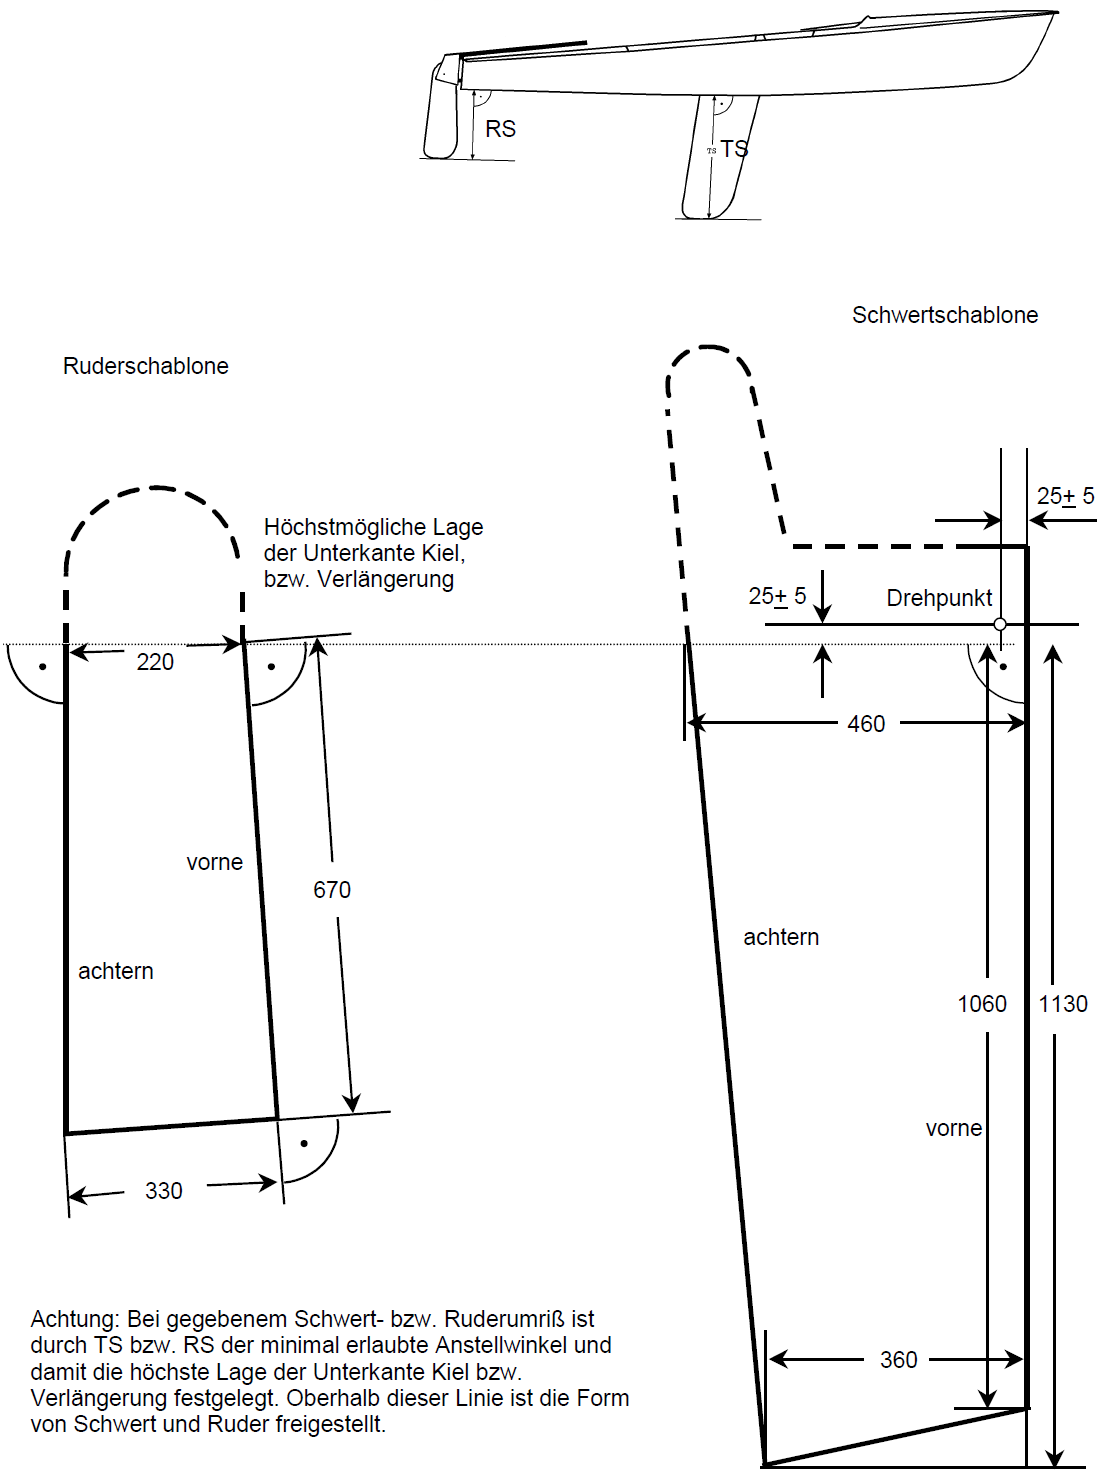 RS
TS TS
Schwertschablone
Ruderschablone
25± 5
Höchstmögliche Lage
der Unterkante Kiel,
bzw. Verlängerung
25± 5
Drehpunkt
220
460
vorne
670
achtern
achtern
1060
1130
vorne
330
360
Achtung: Bei gegebenem Schwert- bzw. Ruderumriß ist
durch TS bzw. RS der minimal erlaubte Anstellwinkel und
damit die höchste Lage der Unterkante Kiel bzw.
Verlängerung festgelegt. Oberhalb dieser Linie ist die Form
von Schwert und Ruder freigestellt.